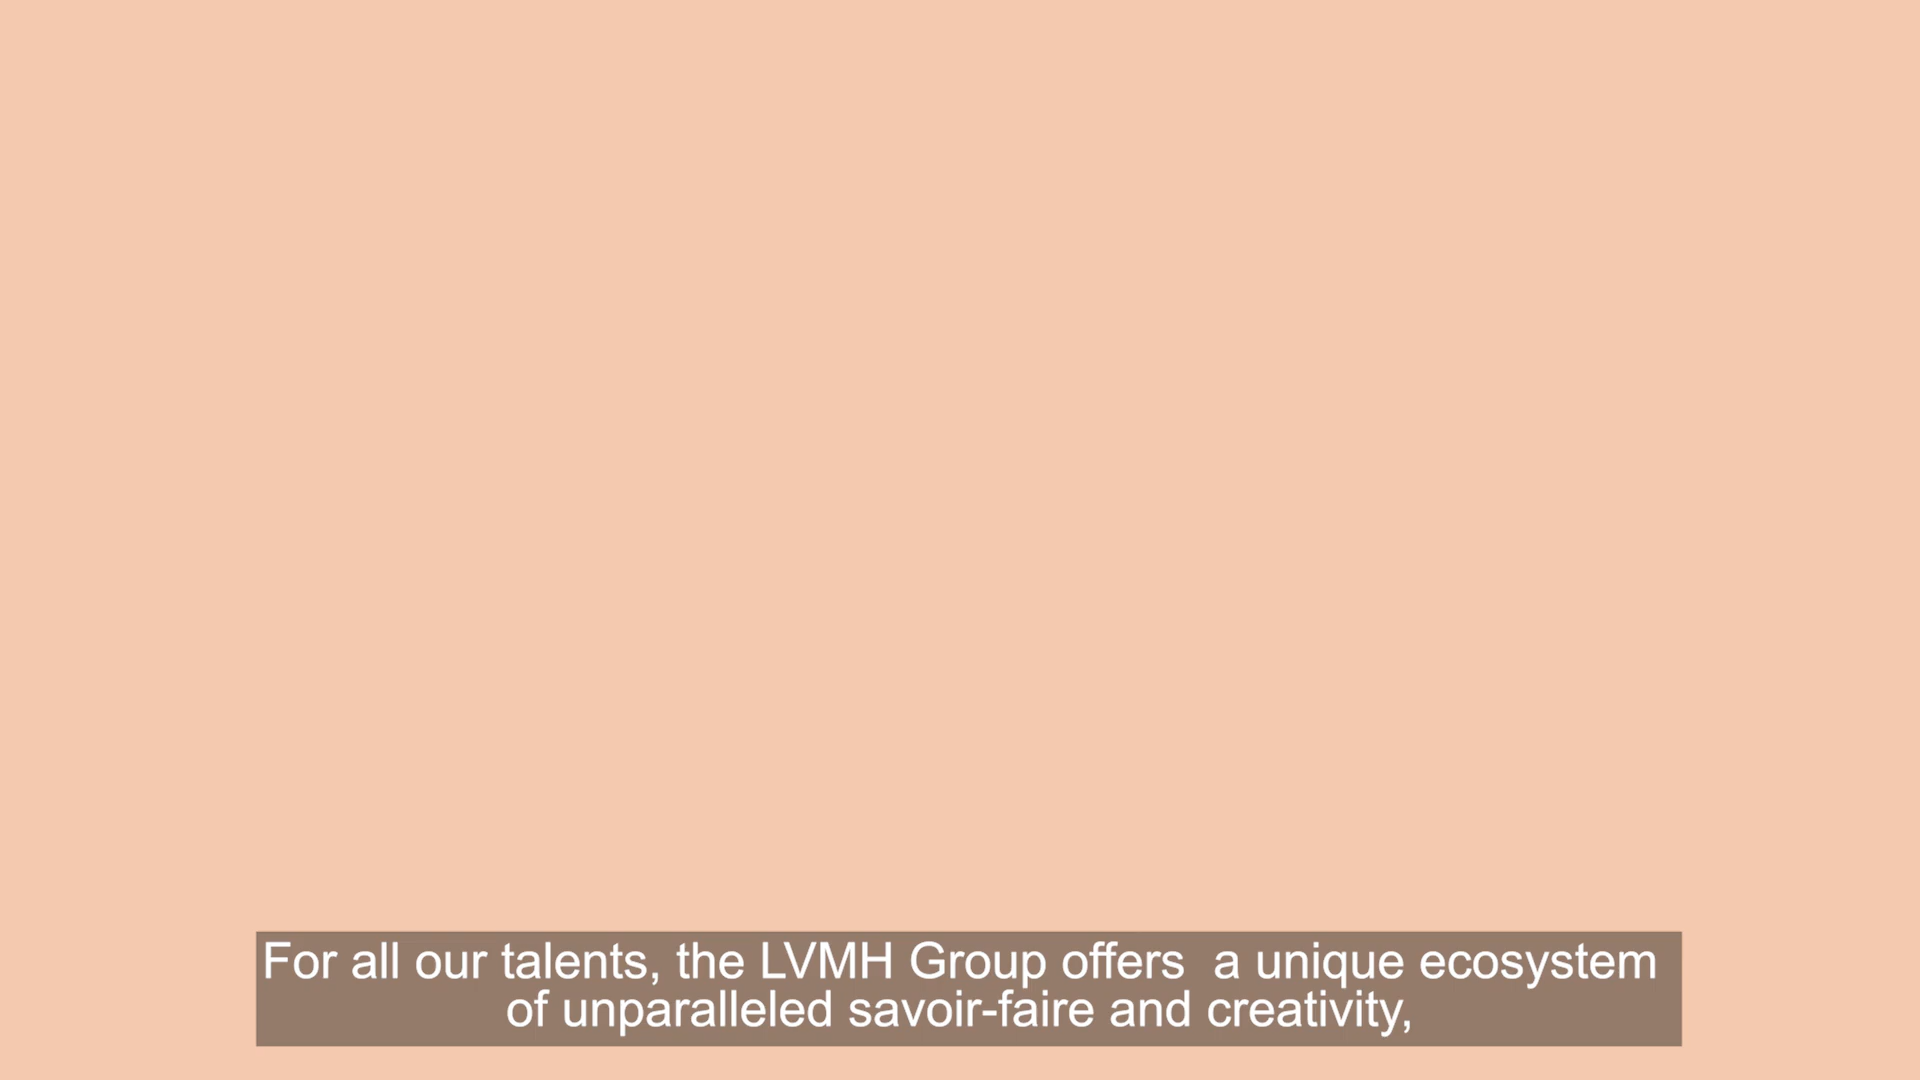 For all our talents, the LVMH Group offers  a unique ecosystem
of unparalleled savoir-faire and creativity,